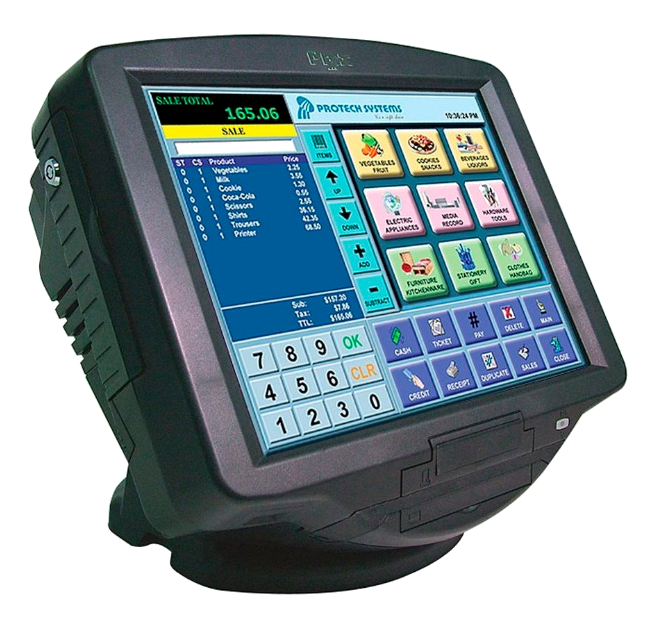 SALE TOTAL
165.06
SALE
PROTECH SYSTEMS
10:36:24 PM
ST CS Product Price
0 1 Vegetables 2.25
0 1 Milk 3.55
0 1 Cookie 1.20
0 1 Coca-Cola 0.55
0 1 Scissors 2.55
0 1 Shirts 36.15
0 1 Trousers 42.35
0 1 Printer 68.50
Sub: $157.20
Tax: $7.86
TTL: $165.06
ITEMS
UP
DOWN
ADD
SUBTRACT
VEGETABLES
FRUIT
COOKIES
SNACKS
BEVERAGES
LIQUORS
ELECTRIC
APPLIANCES
MEDIA
RECORD
HARDWARE
TOOLS
FURNITURE
KITCHENWARE
STATIONERY
GIFT
CLOTHES
HANDBAG
7 8 9 OK
4 5 6 CLR
1 2 3 0
CASH TICKET PAY DELETE MAIN
CREDIT RECEIPT DUPLICATE SALES CLOSE